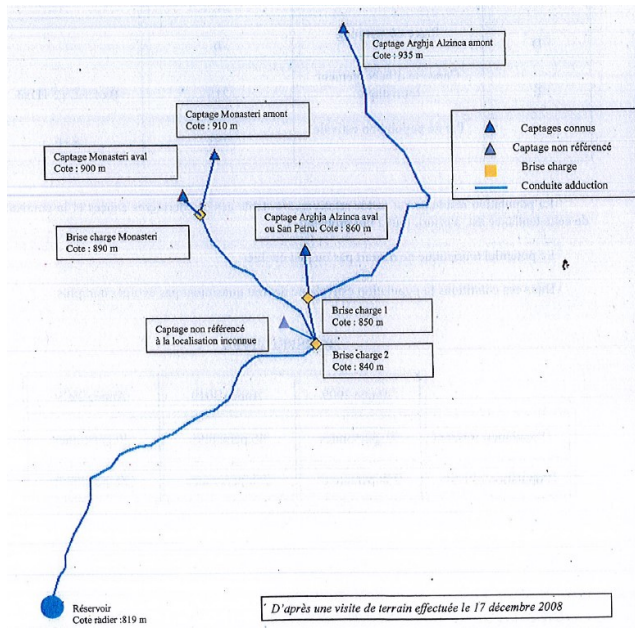 Captage Arghja Alzinca amont
Cote : 935 m
Captage Monasteri amont
Cote : 910 m
Captages connus
Captage non référencé
Brise charge
Conduite adduction
Captage Monasteri aval
Cote : 900 m
Captage Arghja Alzinca aval
ou San Petru. Cote : 860 m
Brise charge Monasteri
Cote : 890 m
Brise charge 1
Cote : 850 m
Captage non référencé
à la localisation inconnue
Brise charge 2
Cote : 840 m
Réservoir
Cote radier :819 m
D'après une visite de terrain effectuée le 17 décembre 2008